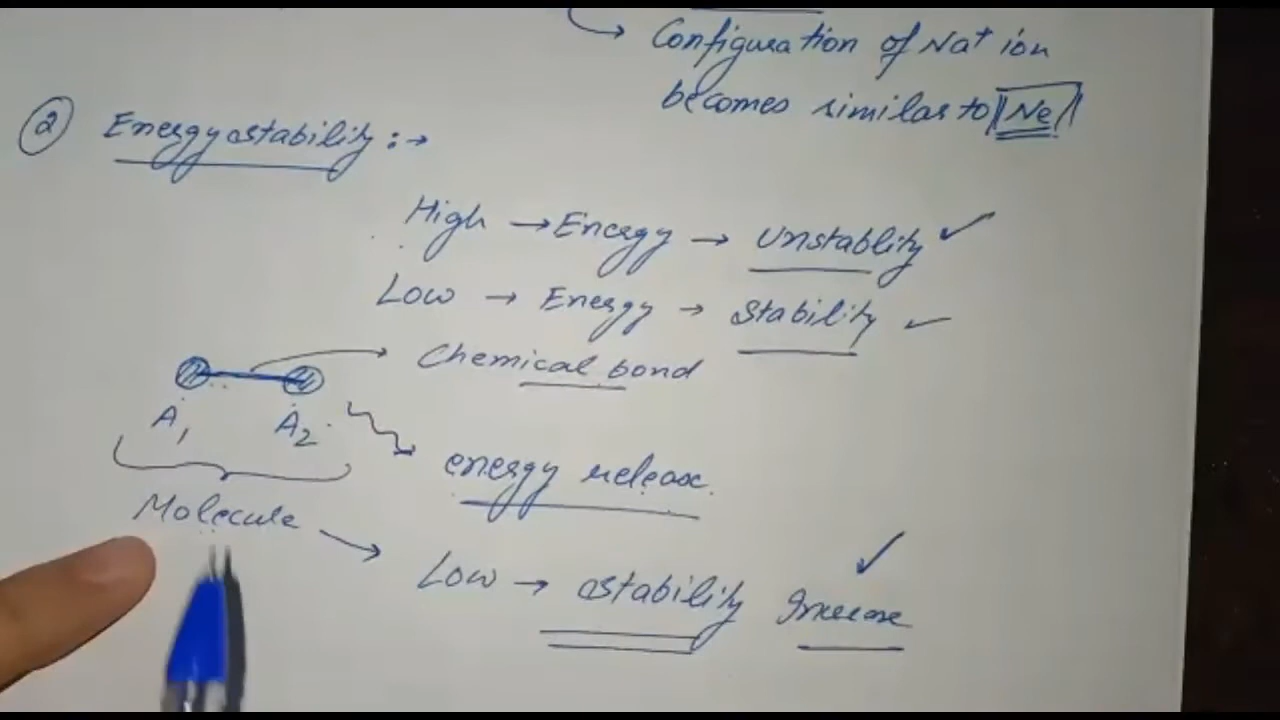 Configuration of Na+ ion
becomes similar to Ne
② Energy stability :→
High → Energy → Unstablity ✓
Low → Energy → Stability ✓
Chemical bond
A₁ A₂
energy release.
Molecule
Low → stability Increase ✓